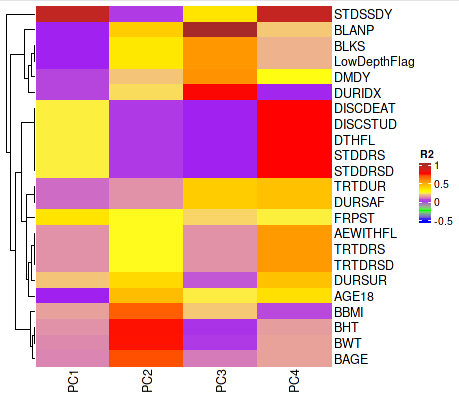 STDSSDY
BLANP
BLKS
LowDepthFlag
DMDY
DURIDX
DISCDEAT
DISCSTUD
DTHFL
STDDRS
STDDRSD
TRTDUR
DURSAF
FRPST
AEWITHFL
TRTDRS
TRTDRSD
DURSUR
AGE18
BBMI
BHT
BWT
BAGE
R2
1
0.5
0
-0.5
PC1 PC2 PC3 PC4